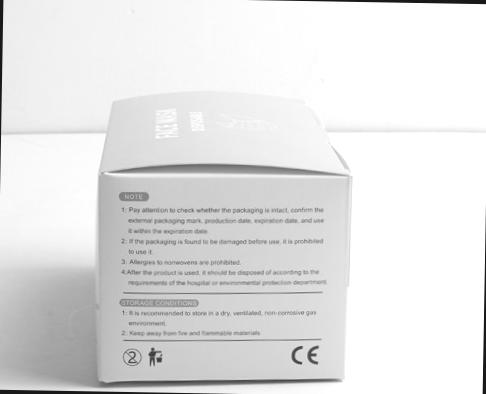 FACE MASK
DISPOSABLE
NOTE
1: Pay attention to check whether the packaging is intact, confirm the
external packaging mark, production date, expiration date, and use
it within the expiration date.
2: If the packaging is found to be damaged before use, it is prohibited
to use it.
3: Allergies to nonwovens are prohibited.
4.After the product is used, it should be disposed of according to the
requirements of the hospital or environmental protection department.
STORAGE CONDITIONS
1: It is recommended to store in a dry, ventilated, non-corrosive gas
environment.
2: Keep away from fire and flammable materials
2
CE